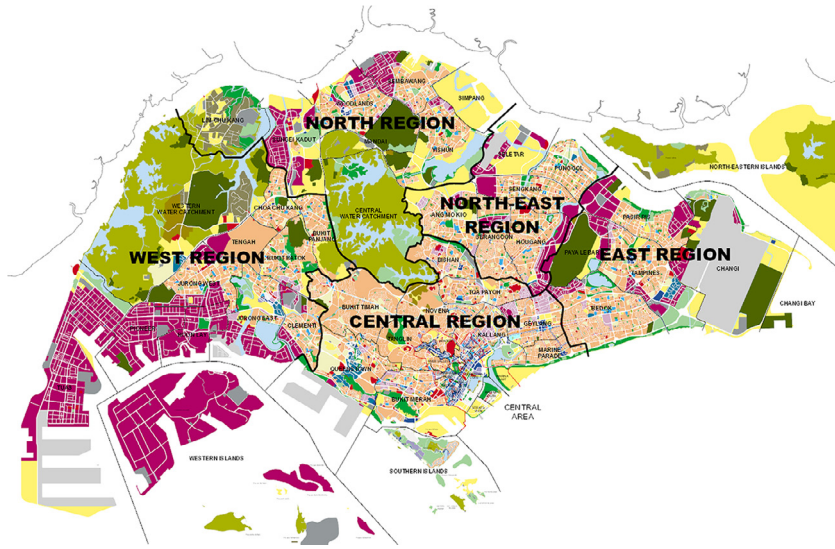 SEMBAWANG
SIMPANG
WOODLANDS
LIM CHU KANG
NORTH REGION
SUNGEI KADUT
MANDAI
YISHUN
SELETAR
PUNGGOL
NORTH-EASTERN ISLANDS
SENGKANG
WESTERN
WATER CATCHMENT
CHOA CHU KANG
CENTRAL
WATER CATCHMENT
NORTH-EAST
REGION
ANG MO KIO
SERANGOON
HOUGANG
PASIR RIS
BUKIT
PANJANG
TENGAH
WEST REGION
BUKIT BATOK
BISHAN
PAYA LEBAR
EAST REGION
TAMPINES
CHANGI
JURONG WEST
TOA PAYOH
BUKIT TIMAH
NOVENA
CENTRAL REGION
GEYLANG
BEDOK
CHANGI BAY
PIONEER
BOON LAY
JURONG EAST
CLEMENTI
TANGLIN
KALLANG
MARINE
PARADE
QUEENSTOWN
TUAS
BUKIT MERAH
CENTRAL
AREA
WESTERN ISLANDS
SOUTHERN ISLANDS